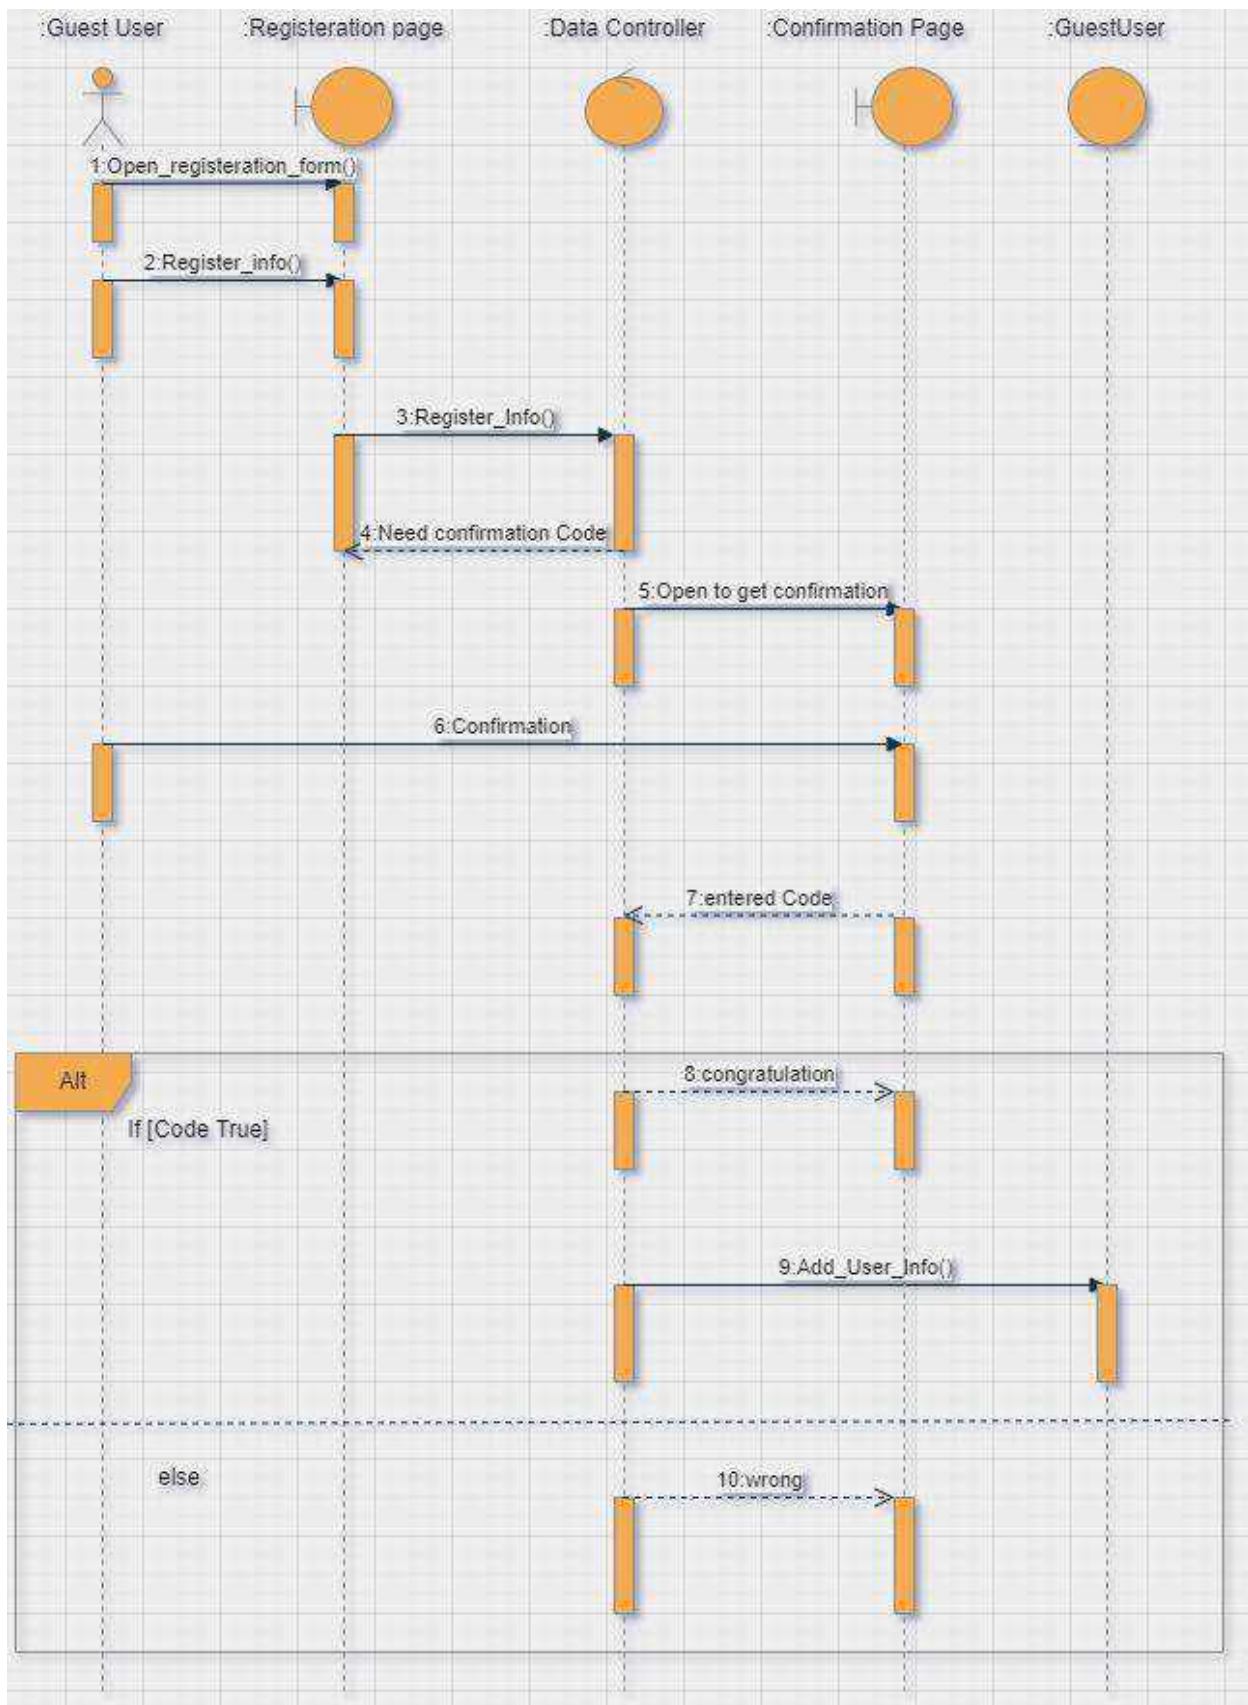 :Guest User
:Registeration page
:Data Controller
:Confirmation Page
:GuestUser
1:Open_registeration_form()
2:Register_info()
3:Register_Info()
4:Need confirmation Code
5:Open to get confirmation
6:Confirmation
7:entered Code
Alt
8:congratulation
If [Code True]
9:Add_User_Info()
else
10:wrong